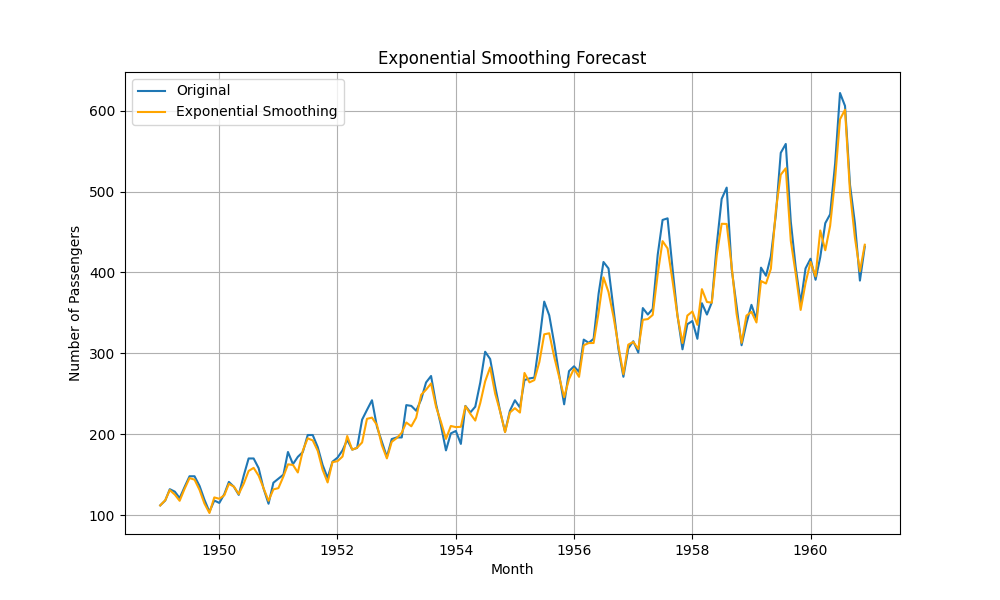 Exponential Smoothing Forecast
Original
Exponential Smoothing
600
500
400
300
200
100
Number of Passengers
1950 1952 1954 1956 1958 1960
Month